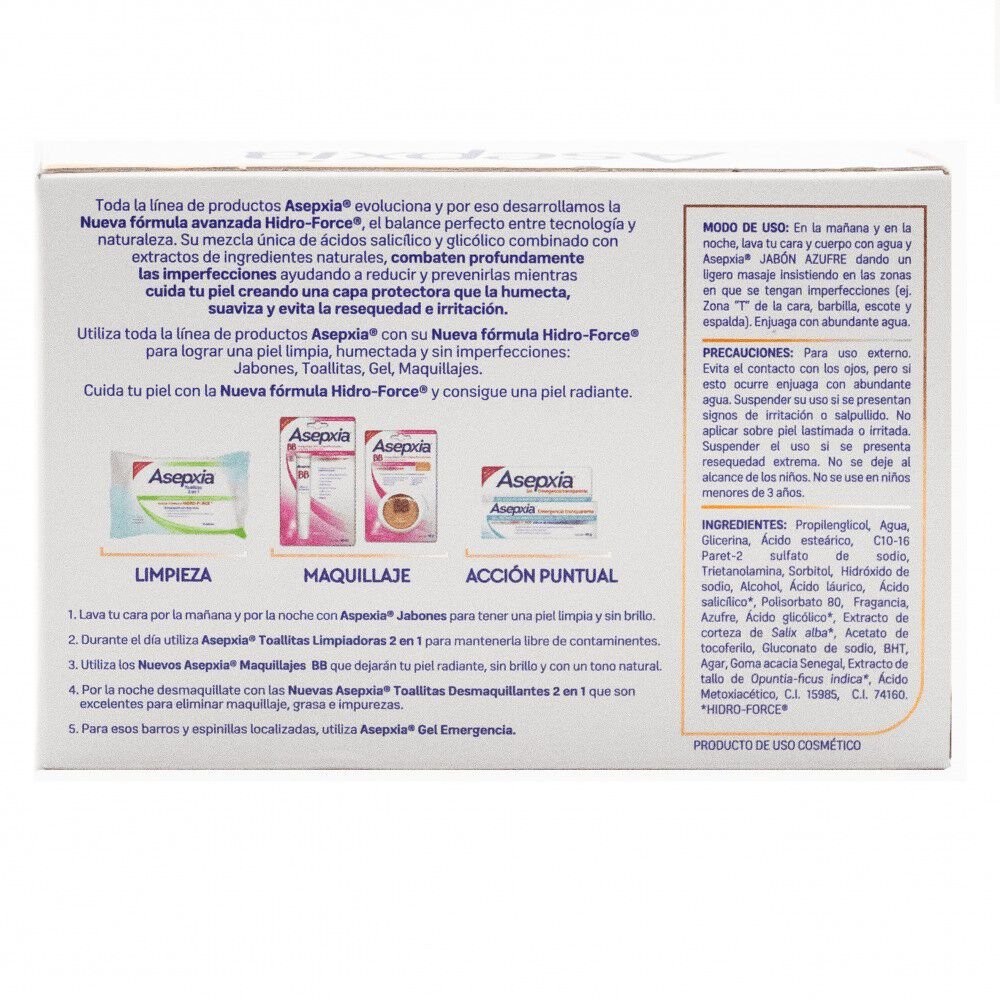 Asepxia
Toda la línea de productos Asepxia® evoluciona y por eso desarrollamos la
Nueva fórmula avanzada Hidro-Force®, el balance perfecto entre tecnología y
naturaleza. Su mezcla única de ácidos salicílico y glicólico combinado con
extractos de ingredientes naturales, combaten profundamente
las imperfecciones ayudando a reducir y prevenirlas mientras
cuida tu piel creando una capa protectora que la humecta,
suaviza y evita la resequedad e irritación.
Utiliza toda la línea de productos Asepxia® con su Nueva fórmula Hidro-Force®
para lograr una piel limpia, humectada y sin imperfecciones:
Jabones, Toallitas, Gel, Maquillajes.
Cuida tu piel con la Nueva fórmula Hidro-Force® y consigue una piel radiante.
Asepxia
Asepxia
BB
BB
Asepxia
BB
BB
Asepxia
Asepxia
LIMPIEZA
MAQUILLAJE
ACCIÓN PUNTUAL
1. Lava tu cara por la mañana y por la noche con Aspexia® Jabones para tener una piel limpia y sin brillo.
2. Durante el día utiliza Asepxia® Toallitas Limpiadoras 2 en 1 para mantenerla libre de contaminentes.
3. Utiliza los Nuevos Asepxia® Maquillajes BB que dejarán tu piel radiante, sin brillo y con un tono natural.
4. Por la noche desmaquillate con las Nuevas Asepxia® Toallitas Desmaquillantes 2 en 1 que son
excelentes para eliminar maquillaje, grasa e impurezas.
5. Para esos barros y espinillas localizadas, utiliza Asepxia® Gel Emergencia.
MODO DE USO: En la mañana y en la
noche, lava tu cara y cuerpo con agua y
Asepxia® JABÓN AZUFRE dando un
ligero masaje insistiendo en las zonas
en que se tengan imperfecciones (ej.
Zona "T" de la cara, barbilla, escote y
espalda). Enjuaga con abundante agua.
PRECAUCIONES: Para uso externo.
Evita el contacto con los ojos, pero si
esto ocurre enjuaga con abundante
agua. Suspender su uso si se presentan
signos de irritación o salpullido. No
aplicar sobre piel lastimada o irritada.
Suspender el uso si se presenta
resequedad extrema. No se deje al
alcance de los niños. No se use en niños
menores de 3 años.
INGREDIENTES: Propilenglicol, Agua,
Glicerina, Ácido esteárico, C10-16
Paret-2 sulfato de sodio,
Trietanolamina, Sorbitol, Hidróxido de
sodio, Alcohol, Ácido láurico, Ácido
salicílico*, Polisorbato 80, Fragancia,
Azufre, Ácido glicólico*, Extracto de
corteza de Salix alba*, Acetato de
tocoferilo, Gluconato de sodio, BHT,
Agar, Goma acacia Senegal, Extracto de
tallo de Opuntia-ficus indica*, Ácido
Metoxiacético, C.I. 15985, C.I. 74160.
*HIDRO-FORCE®
PRODUCTO DE USO COSMÉTICO